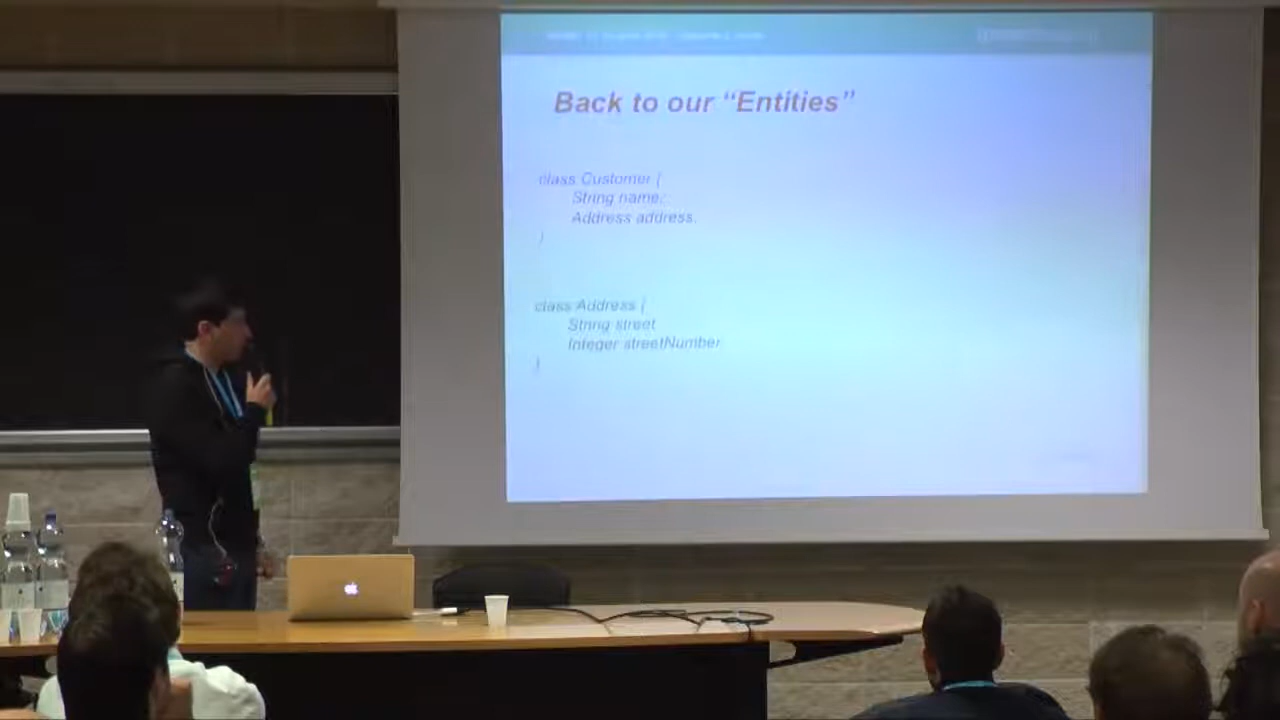 Back to our “Entities”
class Customer {
String name;
Address address;
}
class Address {
String street
Integer streetNumber
}